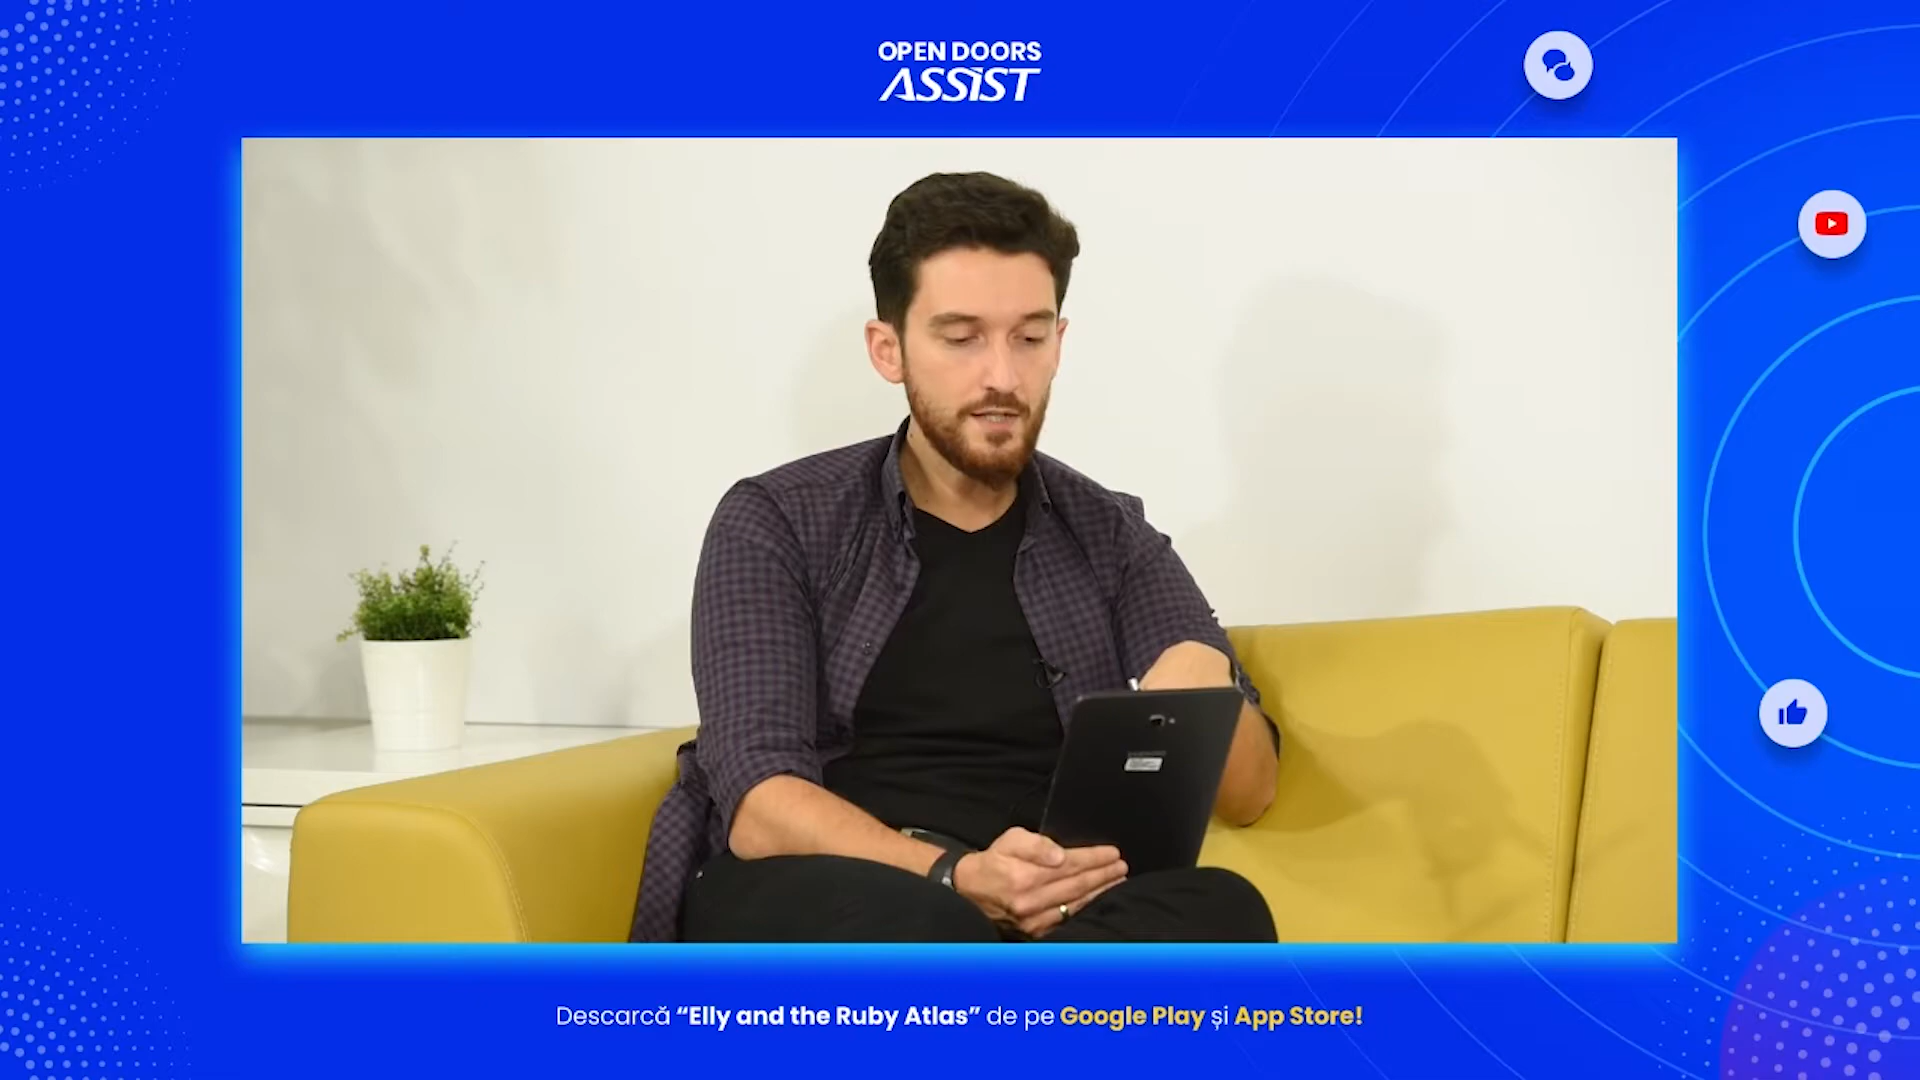 OPEN DOORS
ASSIST
Descarcă “Elly and the Ruby Atlas” de pe Google Play și App Store!